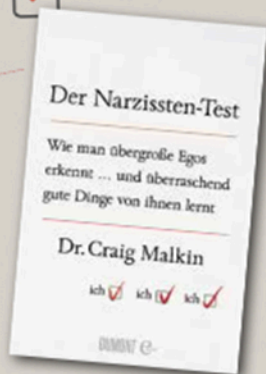 Der Narzissten-Test
Wie man übergroße Egos
erkennt ... und überraschend
gute Dinge von ihnen lernt
Dr. Craig Malkin
ich ich ich
DUMONT e-